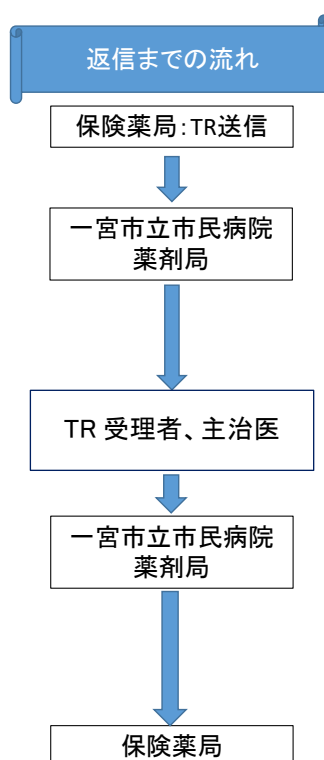 返信までの流れ
保険薬局：TR送信
一宮市立市民病院
薬剤局
TR 受理者、主治医
一宮市立市民病院
薬剤局
保険薬局